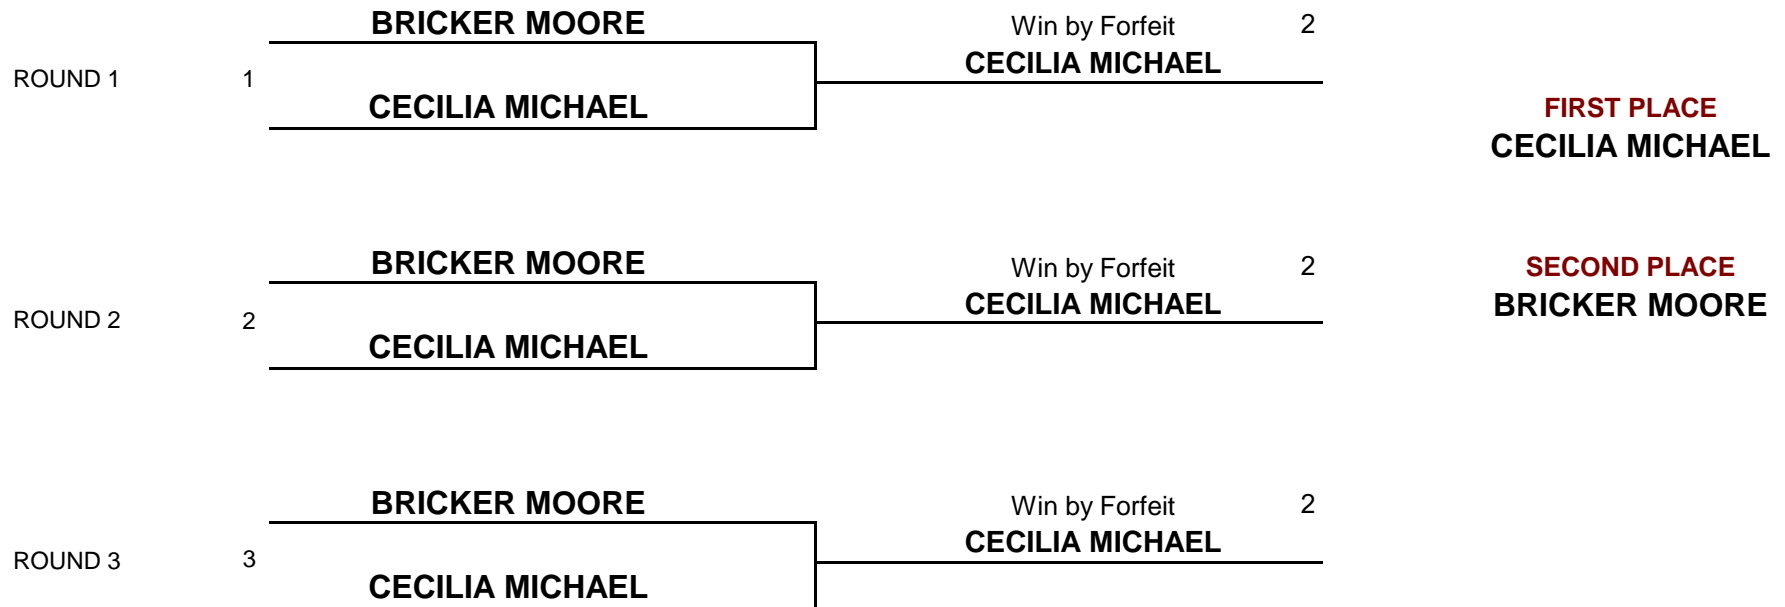 BRICKER MOORE
Win by Forfeit 2
CECILIA MICHAEL
ROUND 1 1
CECILIA MICHAEL
FIRST PLACE
CECILIA MICHAEL
BRICKER MOORE
Win by Forfeit 2
SECOND PLACE
CECILIA MICHAEL
BRICKER MOORE
ROUND 2 2
CECILIA MICHAEL
BRICKER MOORE
Win by Forfeit 2
CECILIA MICHAEL
ROUND 3 3
CECILIA MICHAEL